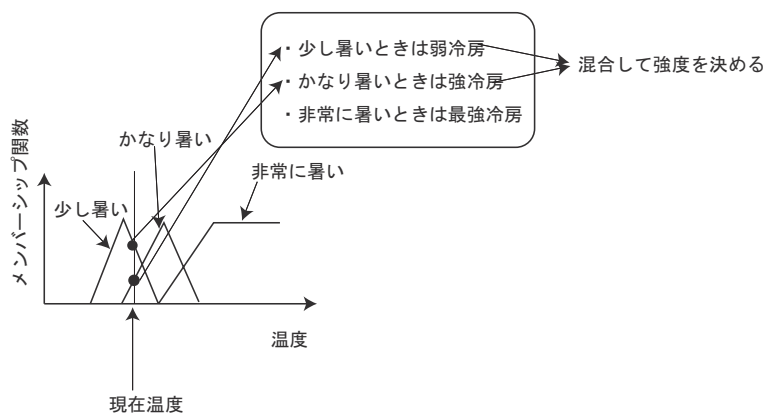 ・少し暑いときは弱冷房
・かなり暑いときは強冷房
・非常に暑いときは最強冷房
混合して強度を決める
かなり暑い
非常に暑い
少し暑い
メンバーシップ関数
温度
現在温度